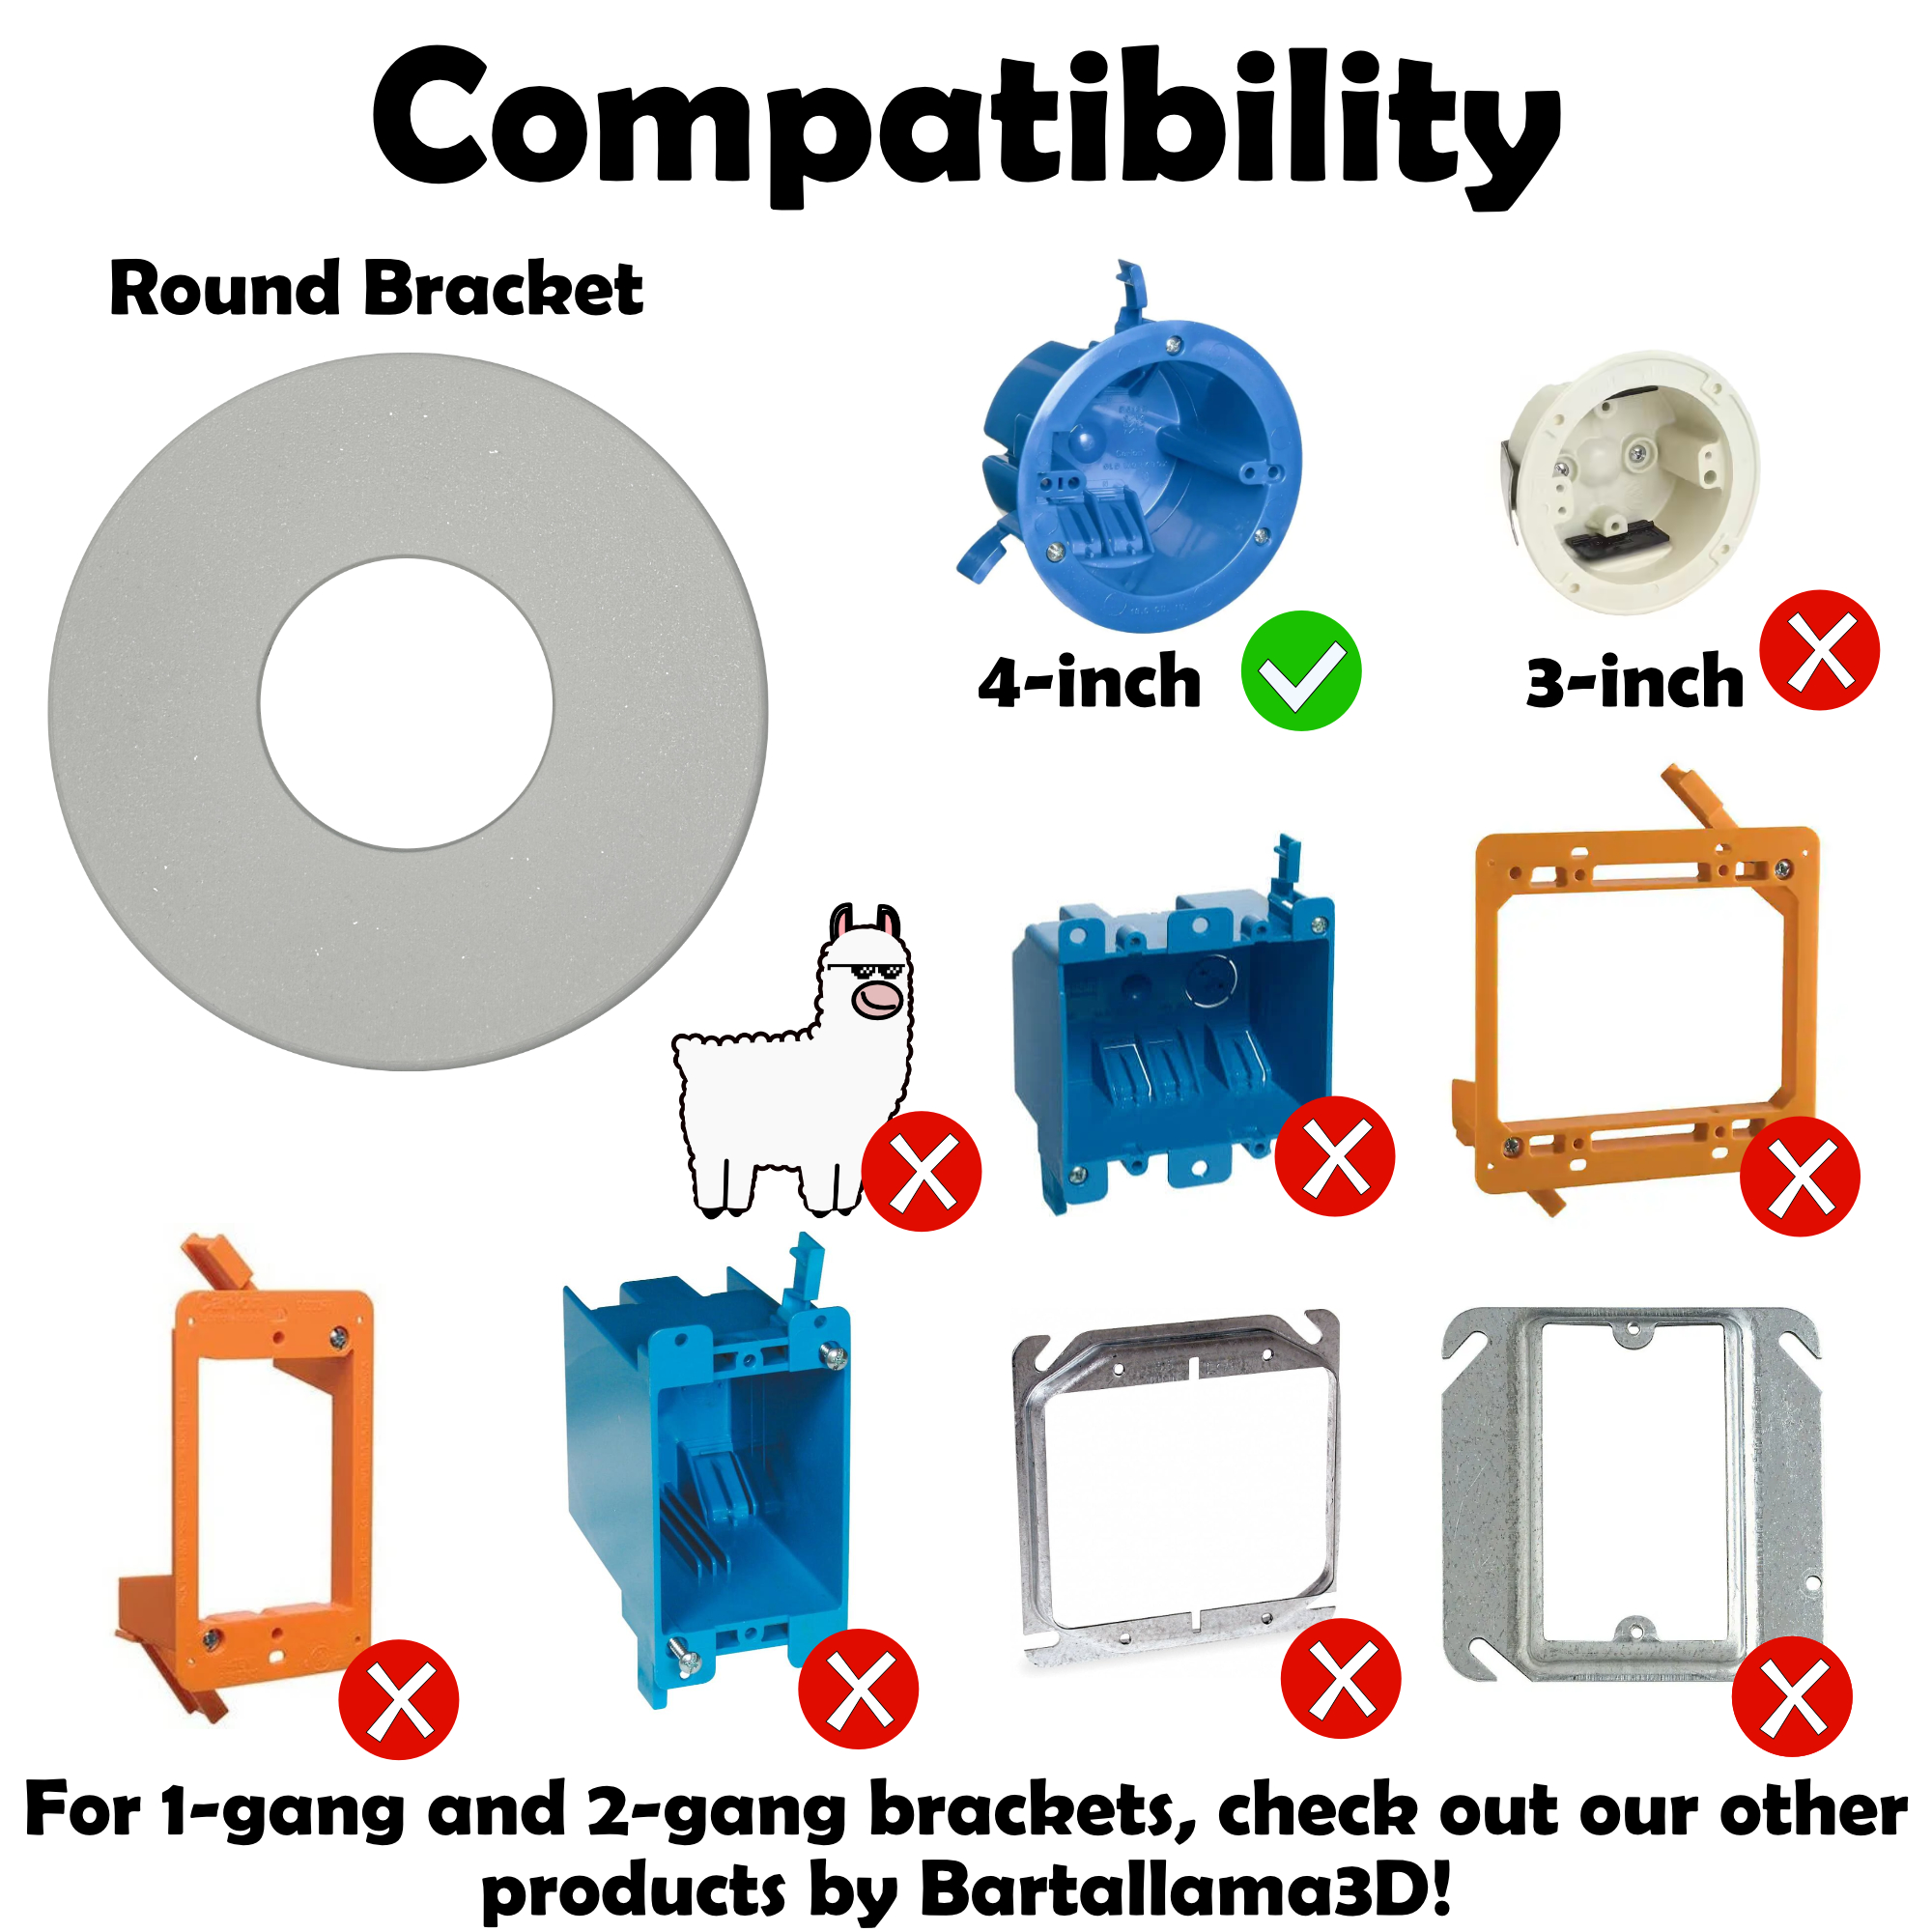 Compatibility
Round Bracket
4-inch
3-inch
For 1-gang and 2-gang brackets, check out our other
products by Bartallama3D!